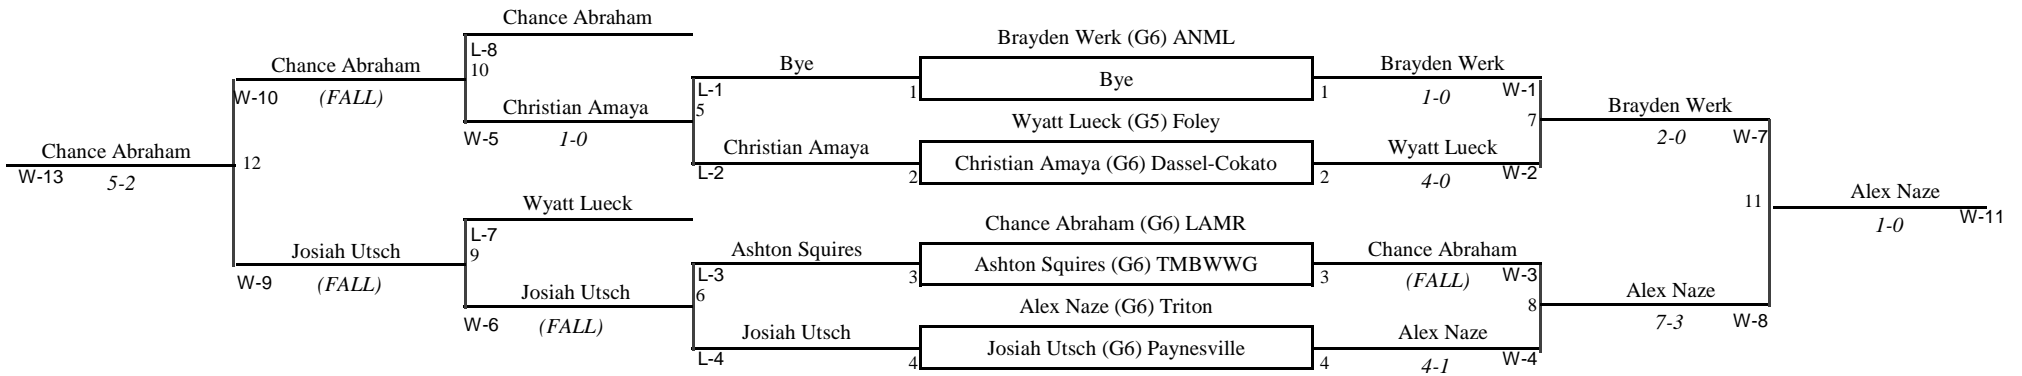 Chance Abraham
Brayden Werk (G6) ANML
L-8
Chance Abraham
10
Bye
Bye
Brayden Werk
W-10
(FALL)
L-1
1
1
1-0
W-1
Christian Amaya
5
Brayden Werk
Wyatt Lueck (G5) Foley
7
W-5
1-0
2-0
W-7
Chance Abraham
12
Christian Amaya
Christian Amaya (G6) Dassel-Cokato
Wyatt Lueck
W-13
5-2
L-2
2
2
4-0
W-2
Wyatt Lueck
Alex Naze
11
Chance Abraham (G6) LAMR
1-0
W-11
L-7
Josiah Utsch
9
Ashton Squires
Ashton Squires (G6) TMBWWG
Chance Abraham
W-9
(FALL)
L-3
3
3
(FALL)
W-3
Josiah Utsch
6
Alex Naze
Alex Naze (G6) Triton
8
W-6
(FALL)
7-3
W-8
Josiah Utsch
Josiah Utsch (G6) Paynesville
Alex Naze
L-4
4
4
4-1
W-4